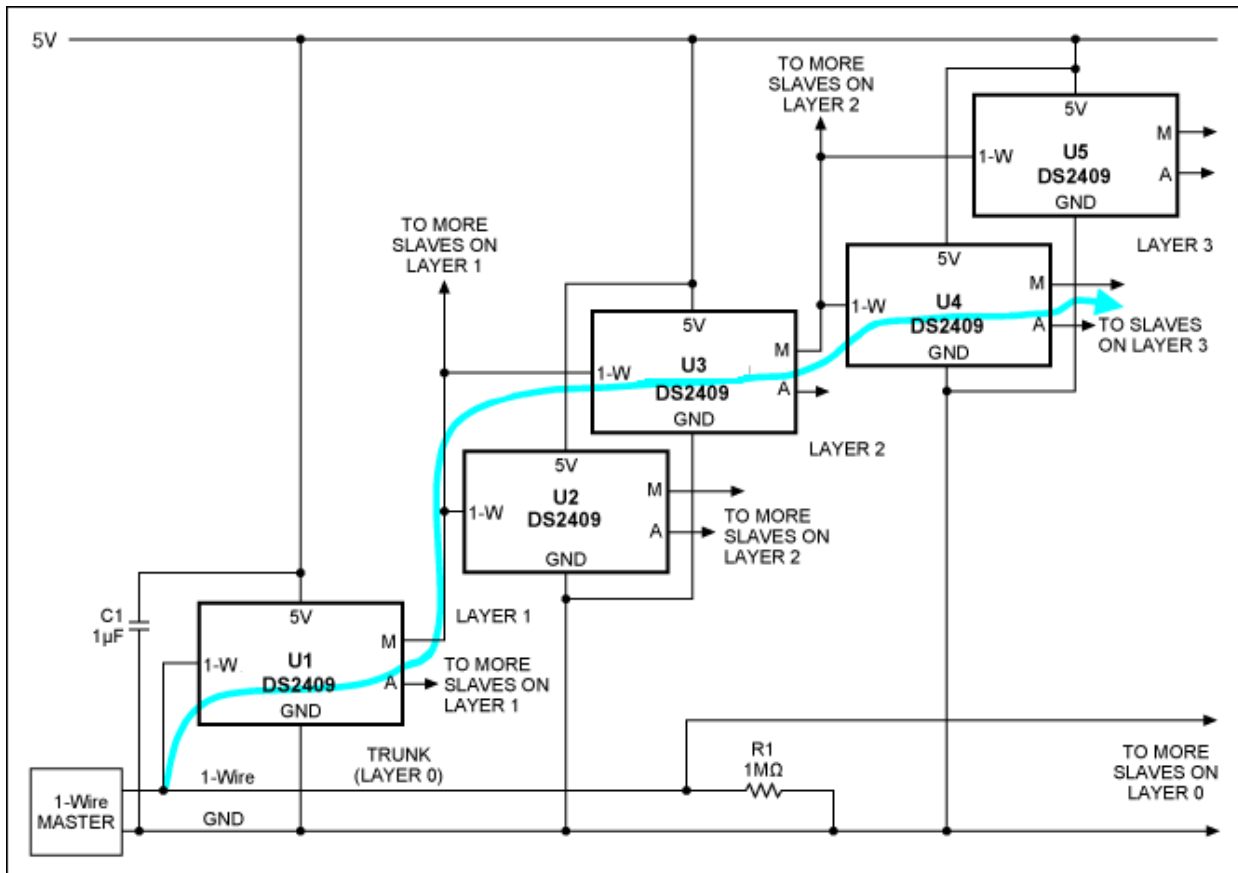 5V
TO MORE
SLAVES ON
LAYER 2
5V
M
1-W
U5
DS2409
A
GND
LAYER 3
TO MORE
SLAVES ON
LAYER 1
5V
M
1-W
U4
DS2409
A
GND
TO SLAVES
ON LAYER 3
5V
M
1-W
U3
DS2409
A
GND
LAYER 2
5V
M
1-W
U2
DS2409
A
GND
TO MORE
SLAVES ON
LAYER 2
C1
1µF
LAYER 1
5V
M
1-W
U1
DS2409
A
GND
TO MORE
SLAVES ON
LAYER 1
TRUNK
(LAYER 0)
R1
1MΩ
TO MORE
SLAVES ON
LAYER 0
1-Wire
MASTER
1-Wire
GND